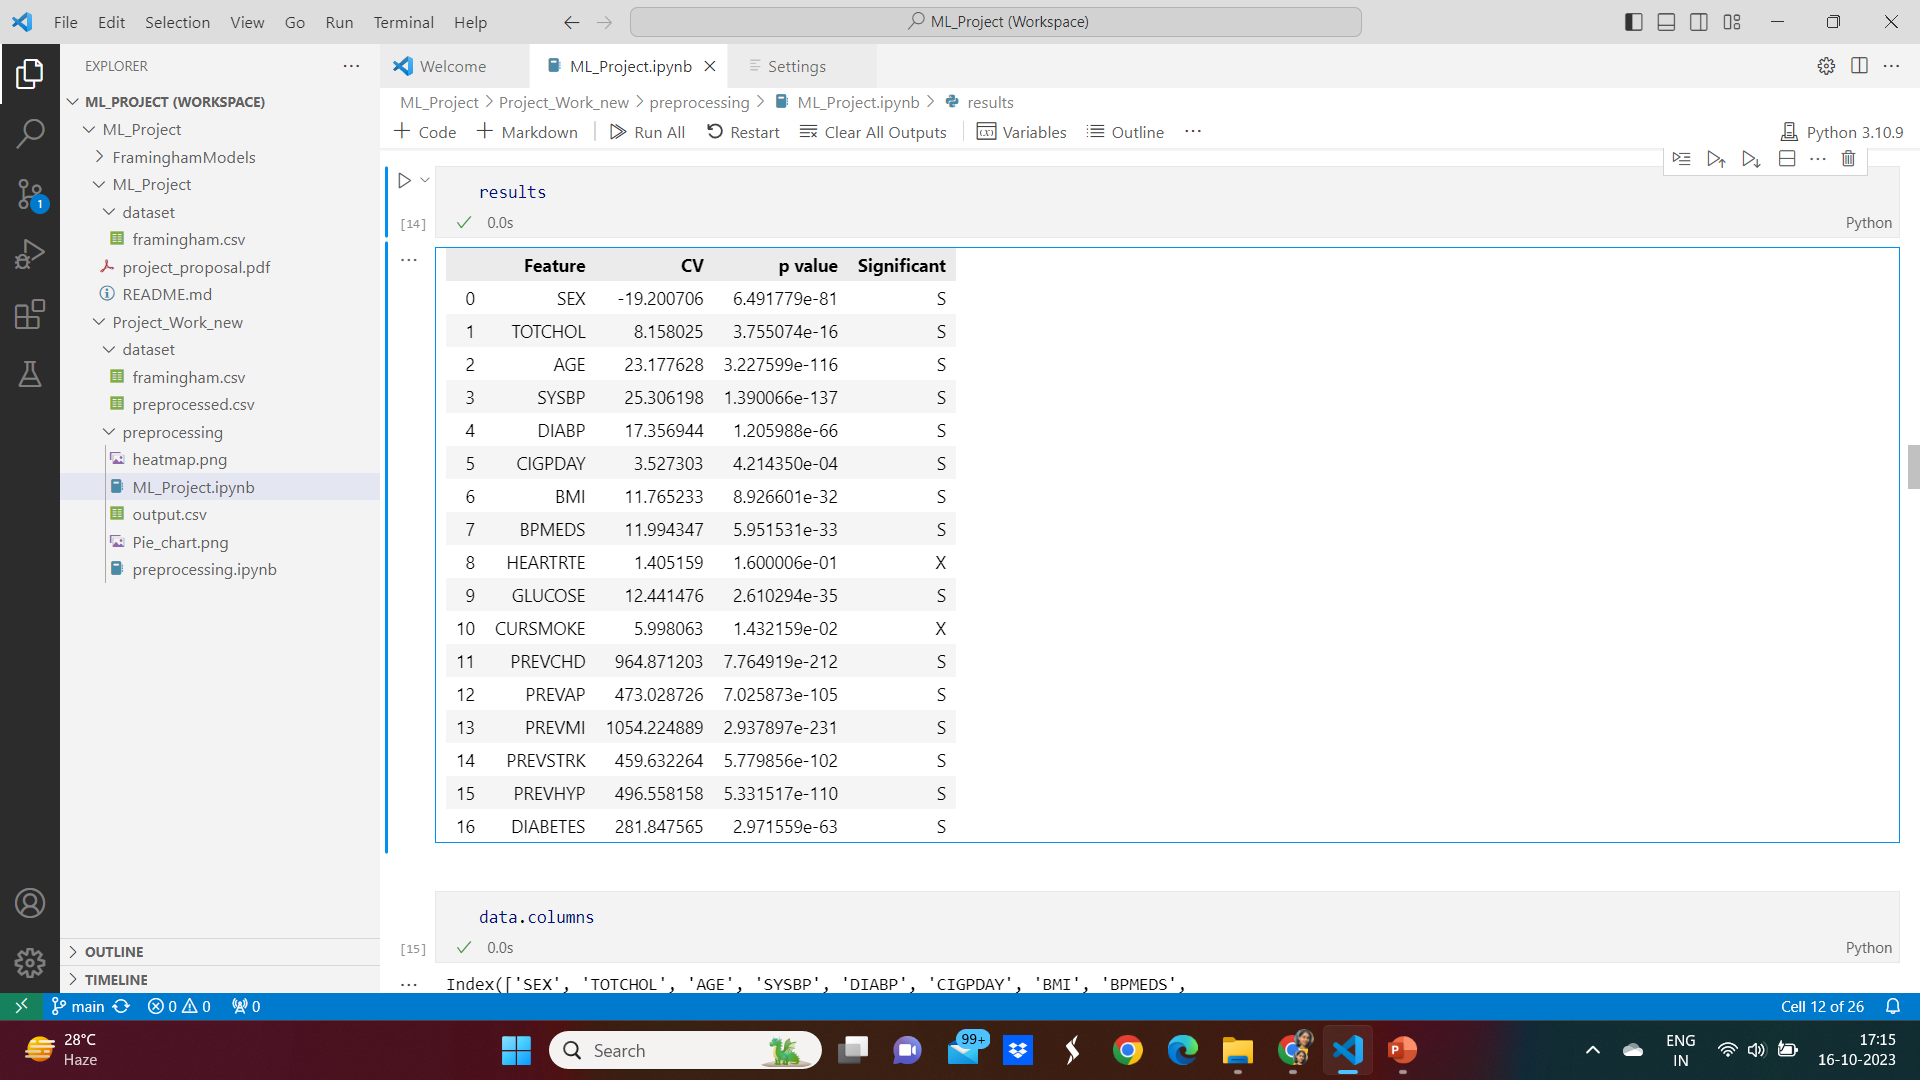 File Edit Selection View Go Run Terminal Help
ML_Project (Workspace)
EXPLORER
Welcome
ML_Project.ipynb
Settings
ML_PROJECT (WORKSPACE)
ML_Project
FraminghamModels
ML_Project
dataset
framingham.csv
project_proposal.pdf
README.md
Project_Work_new
dataset
framingham.csv
preprocessed.csv
preprocessing
heatmap.png
ML_Project.ipynb
output.csv
Pie_chart.png
preprocessing.ipynb
OUTLINE
TIMELINE
1
ML_Project > Project_Work_new > preprocessing > ML_Project.ipynb > results
+ Code + Markdown Run All Restart Clear All Outputs Variables Outline ...
Python 3.10.9
results
[14] 0.0s Python
Feature CV p value Significant
0 SEX -19.200706 6.491779e-81 S
1 TOTCHOL 8.158025 3.755074e-16 S
2 AGE 23.177628 3.227599e-116 S
3 SYSBP 25.306198 1.390066e-137 S
4 DIABP 17.356944 1.205988e-66 S
5 CIGPDAY 3.527303 4.214350e-04 S
6 BMI 11.765233 8.926601e-32 S
7 BPMEDS 11.994347 5.951531e-33 S
8 HEARTRTE 1.405159 1.600006e-01 X
9 GLUCOSE 12.441476 2.610294e-35 S
10 CURSMOKE 5.998063 1.432159e-02 X
11 PREVCHD 964.871203 7.764919e-212 S
12 PREVAP 473.028726 7.025873e-105 S
13 PREVMI 1054.224889 2.937897e-231 S
14 PREVSTRK 459.632264 5.779856e-102 S
15 PREVHYP 496.558158 5.331517e-110 S
16 DIABETES 281.847565 2.971559e-63 S
data.columns
[15] 0.0s Python
Index(['SEX', 'TOTCHOL', 'AGE', 'SYSBP', 'DIABP', 'CIGPDAY', 'BMI', 'BPMEDS',
main 0 0 0
Cell 12 of 26
28°C
Haze
Search
99+
ENG
IN
17:15
16-10-2023